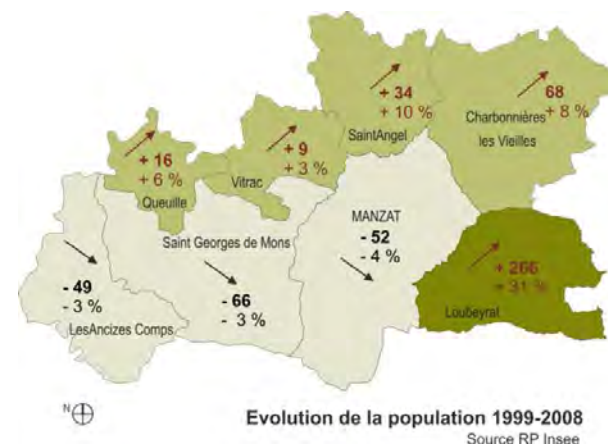 + 34
+ 10 %
SaintAngel
68
+ 8 %
Charbonnières
les Vieilles
+ 16
+ 6 %
Queuille
+ 9
+ 3 %
Vitrac
MANZAT
- 52
- 4 %
Saint Georges de Mons
- 66
- 3 %
- 49
- 3 %
LesAncizes Comps
+ 266
+ 31 %
Loubeyrat
N
Evolution de la population 1999-2008
Source RP Insee